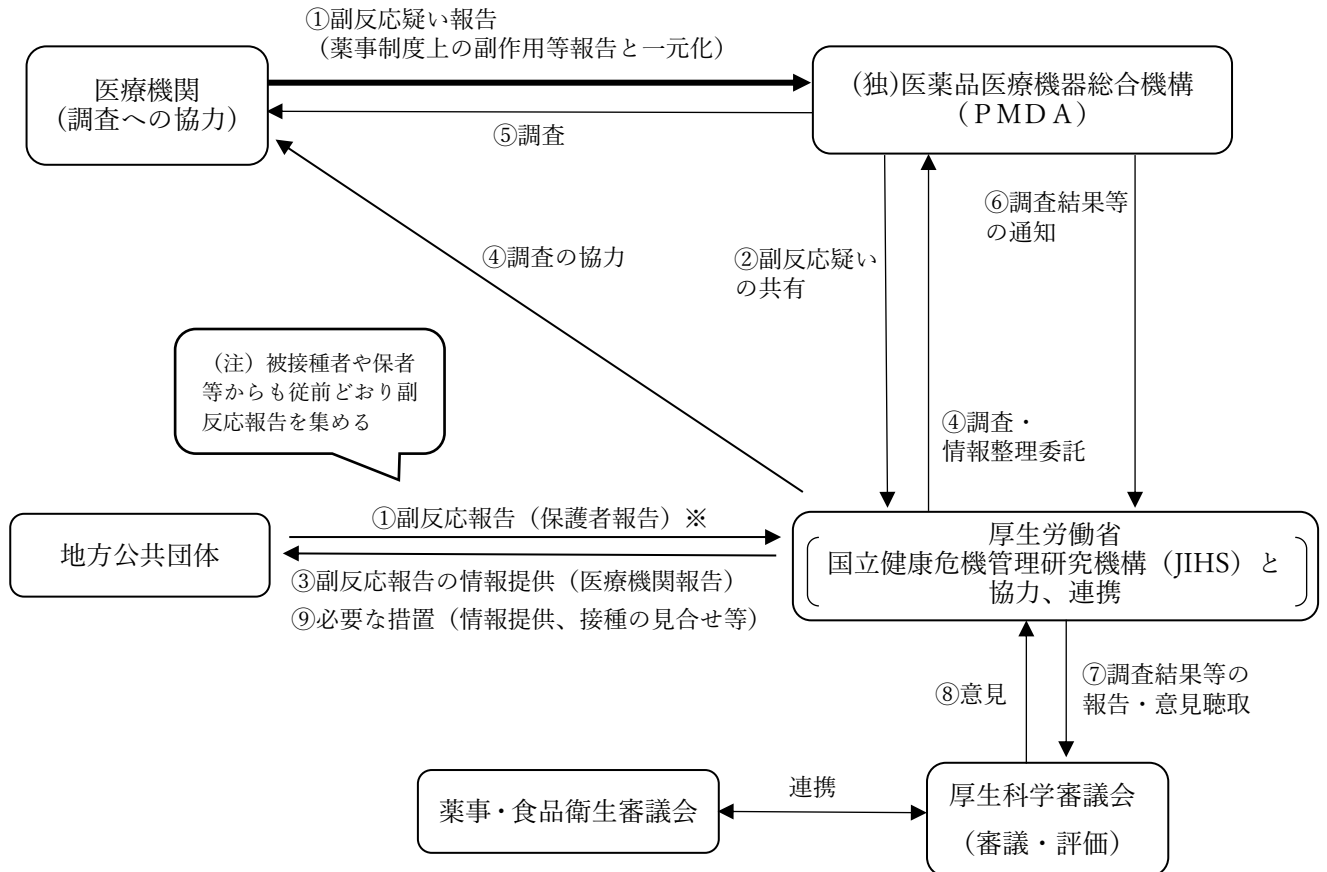 ①副反応疑い報告
（薬事制度上の副作用等報告と一元化）
医療機関
(調査への協力)
(独)医薬品医療機器総合機構
（ＰＭＤＡ）
⑤調査
⑥調査結果等
の通知
④調査の協力
②副反応疑い
の共有
（注）被接種者や保者
等からも従前どおり副
反応報告を集める
④調査・
情報整理委託
①副反応報告（保護者報告）※
地方公共団体
厚生労働省
国立健康危機管理研究機構（JIHS）と
協力、連携
③副反応報告の情報提供（医療機関報告）
⑨必要な措置（情報提供、接種の見合せ等）
⑧意見
⑦調査結果等の
報告・意見聴取
連携
薬事・食品衛生審議会
厚生科学審議会
（審議・評価）